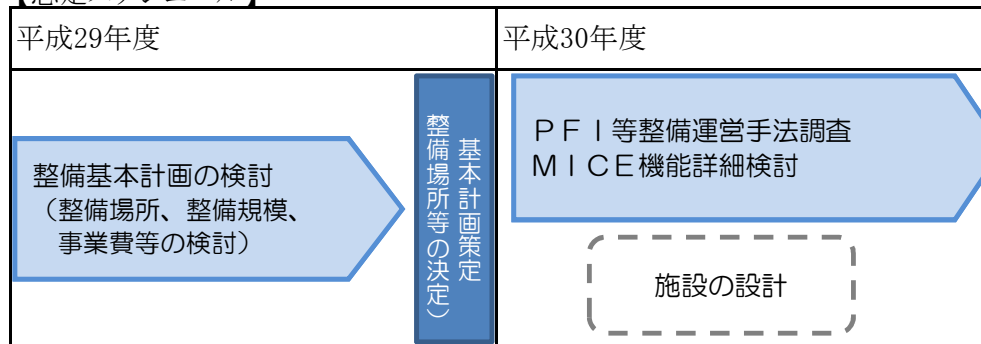 平成29年度
平成30年度
整備基本計画の検討
（整備場所、整備規模、
事業費等の検討）
基本計画策定
（整備場所等の決定）
ＰＦＩ等整備運営手法調査
ＭＩＣＥ機能詳細検討
施設の設計